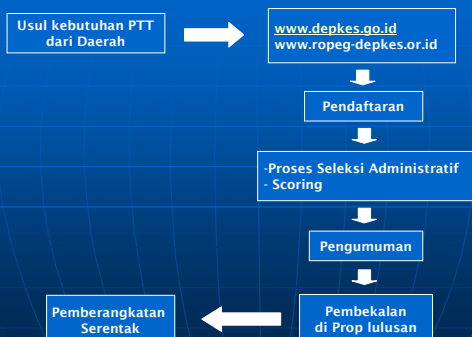 Usul kebutuhan PTT
dari Daerah
www.depkes.go.id
www.ropeg-depkes.or.id
Pendaftaran
-Proses Seleksi Administratif
- Scoring
Pengumuman
Pembekalan
di Prop lulusan
Pemberangkatan
Serentak